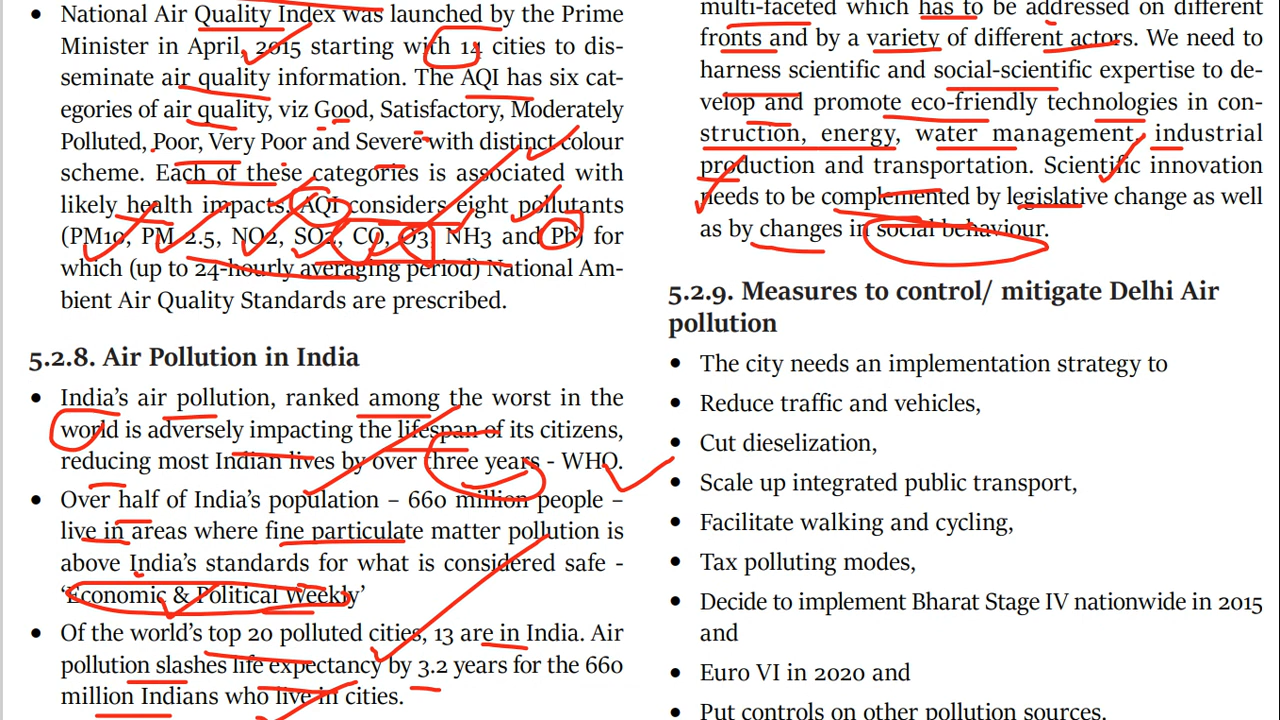 • National Air Quality Index was launched by the Prime
Minister in April, 2015 starting with 14 cities to dis-
seminate air quality information. The AQI has six cat-
egories of air quality, viz Good, Satisfactory, Moderately
Polluted, Poor, Very Poor and Severe with distinct colour
scheme. Each of these categories is associated with
likely health impacts. AQI considers eight pollutants
(PM10, PM 2.5, NO2, SO2, CO, O3, NH3 and Pb) for
which (up to 24-hourly averaging period) National Am-
bient Air Quality Standards are prescribed.
5.2.8. Air Pollution in India
• India’s air pollution, ranked among the worst in the
world is adversely impacting the lifespan of its citizens,
reducing most Indian lives by over three years - WHO.
• Over half of India’s population – 660 million people –
live in areas where fine particulate matter pollution is
above India’s standards for what is considered safe -
‘Economic & Political Weekly’
• Of the world’s top 20 polluted cities, 13 are in India. Air
pollution slashes life expectancy by 3.2 years for the 660
million Indians who live in cities.
multi-faceted which has to be addressed on different
fronts and by a variety of different actors. We need to
harness scientific and social-scientific expertise to de-
velop and promote eco-friendly technologies in con-
struction, energy, water management, industrial
production and transportation. Scientific innovation
needs to be complemented by legislative change as well
as by changes in social behaviour.
5.2.9. Measures to control/ mitigate Delhi Air
pollution
• The city needs an implementation strategy to
• Reduce traffic and vehicles,
• Cut dieselization,
• Scale up integrated public transport,
• Facilitate walking and cycling,
• Tax polluting modes,
• Decide to implement Bharat Stage IV nationwide in 2015
and
• Euro VI in 2020 and
• Put controls on other pollution sources.